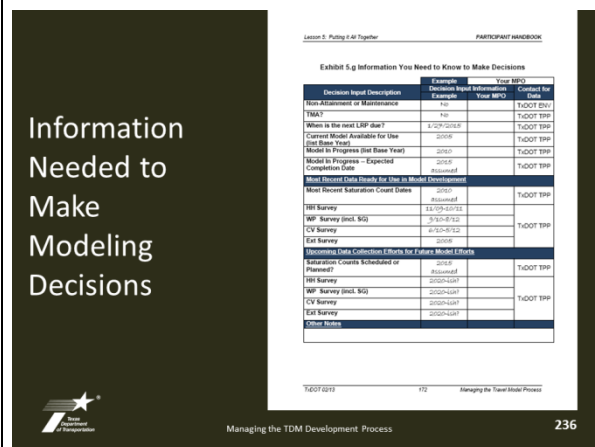 Information
Needed to
Make
Modeling
Decisions
Lesson 5: Putting it All Together PARTICIPANT HANDBOOK
Exhibit 5.g Information You Need to Know to Make Decisions
Example Your MPO
Decision Input Description Decision Input Information Contact for
Example Your MPO Data
Non-Attainment or Maintenance No TxDOT ENV
TMA? No TxDOT TPP
When is the next LRP due? 1/29/2015 TxDOT TPP
Current Model Available for Use 2005 TxDOT TPP
(list Base Year)
Model In Progress (list Base Year) 2010 TxDOT TPP
Model In Progress – Expected 2015 TxDOT TPP
Completion Date assumed
Most Recent Data Ready for Use in Model Development
Most Recent Saturation Count Dates 2010
assumed
TxDOT TPP
HH Survey 11/09-10/11
WP Survey (incl. SG) 9/10-8/12
CV Survey 6/10-5/12
Ext Survey 2005
Upcoming Data Collection Efforts for Future Model Efforts
Saturation Counts Scheduled or 2015 TxDOT TPP
Planned? assumed
HH Survey 2020-ish?
WP Survey (incl. SG) 2020-ish?
TxDOT TPP
CV Survey 2020-ish?
Ext Survey 2020-ish?
Other Notes
TxDOT 02/13 172 Managing the Travel Model Process
Texas
Department
of Transportation
Managing the TDM Development Process
236